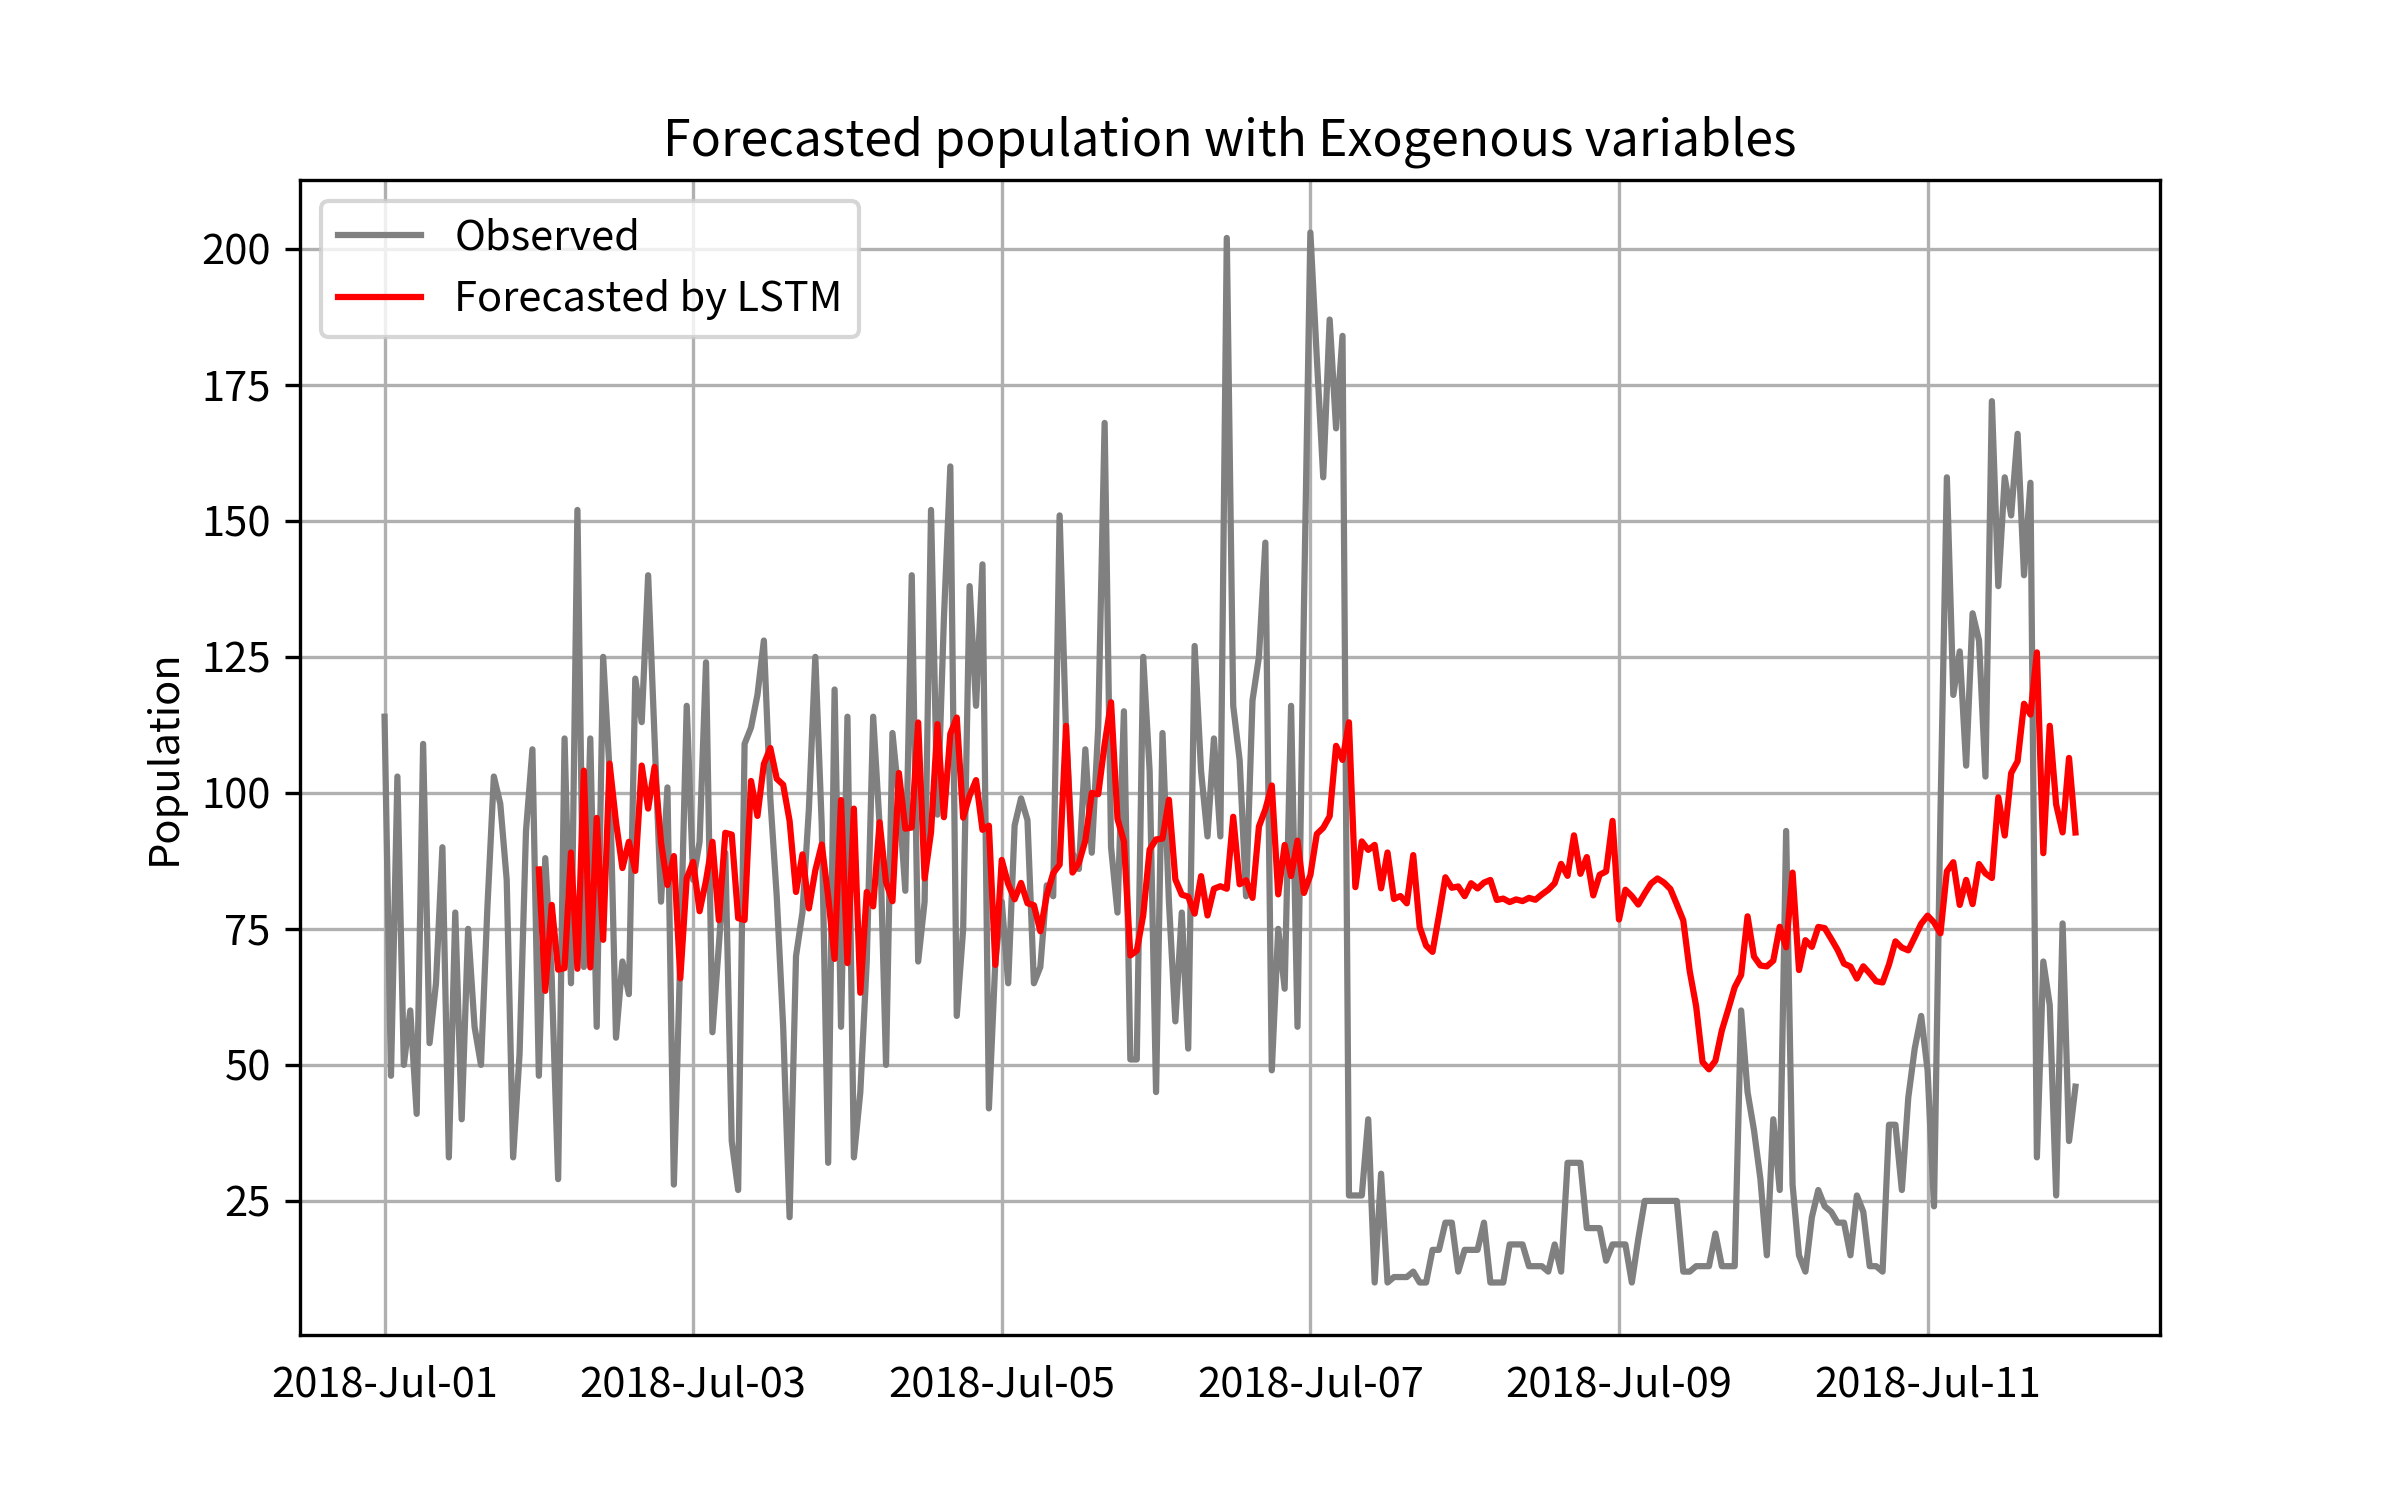 Forecasted population with Exogenous variables
Observed
Forecasted by LSTM
200
175
150
125
100
75
50
25
Population
2018-Jul-01
2018-Jul-03
2018-Jul-05
2018-Jul-07
2018-Jul-09
2018-Jul-11